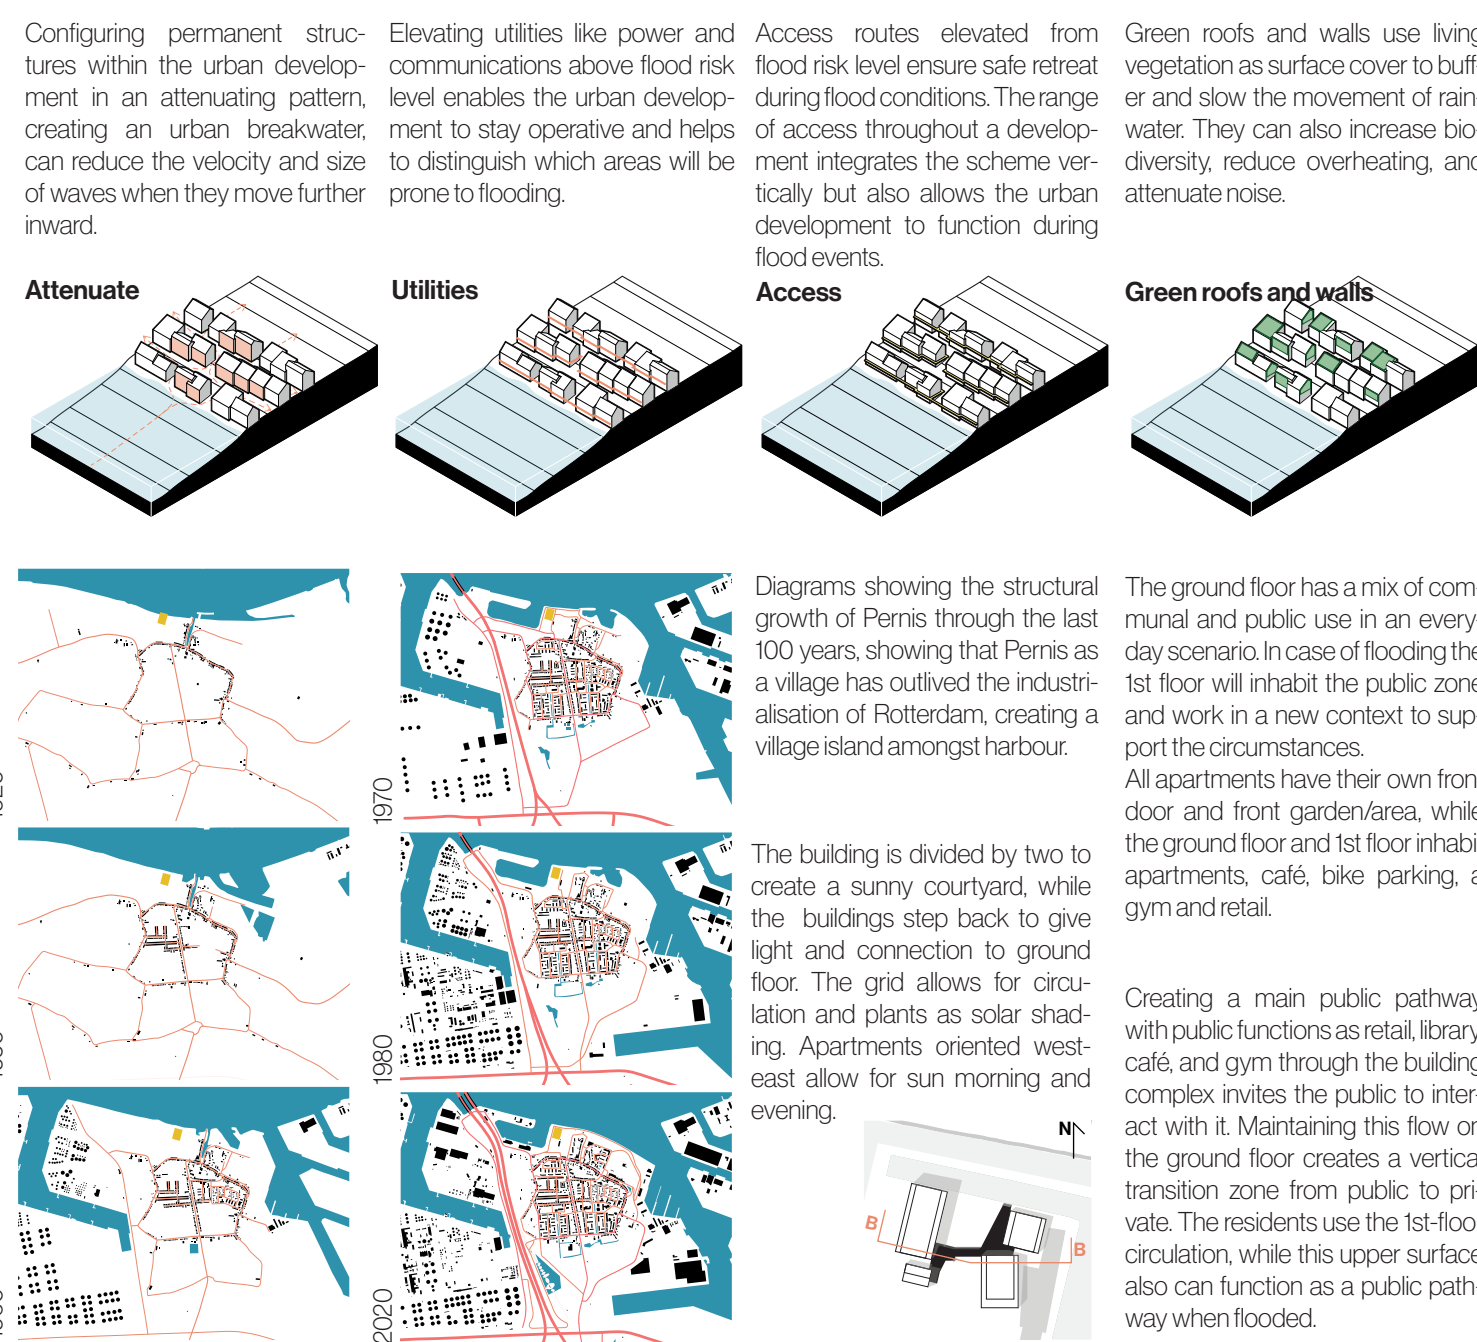 Configuring permanent struc-
tures within the urban develop-
ment in an attenuating pattern,
creating an urban breakwater,
can reduce the velocity and size
of waves when they move further
inward.
Attenuate
Elevating utilities like power and
communications above flood risk
level enables the urban develop-
ment to stay operative and helps
to distinguish which areas will be
prone to flooding.
Utilities
Access routes elevated from
flood risk level ensure safe retreat
during flood conditions. The range
of access throughout a develop-
ment integrates the scheme ver-
tically but also allows the urban
development to function during
flood events.
Access
Green roofs and walls use living
vegetation as surface cover to buff-
er and slow the movement of rain-
water. They can also increase bio-
diversity, reduce overheating, and
attenuate noise.
Green roofs and walls
1970
1980
2020
Diagrams showing the structural
growth of Pernis through the last
100 years, showing that Pernis as
a village has outlived the industri-
alisation of Rotterdam, creating a
village island amongst harbour.
The building is divided by two to
create a sunny courtyard, while
the buildings step back to give
light and connection to ground
floor. The grid allows for circu-
lation and plants as solar shad-
ing. Apartments oriented west-
east allow for sun morning and
evening.
N
B
B
The ground floor has a mix of com-
munal and public use in an every-
day scenario. In case of flooding the
1st floor will inhabit the public zone
and work in a new context to sup-
port the circumstances.
All apartments have their own front
door and front garden/area, while
the ground floor and 1st floor inhabit
apartments, café, bike parking, a
gym and retail.
Creating a main public pathway
with public functions as retail, library,
café, and gym through the building
complex invites the public to inter-
act with it. Maintaining this flow on
the ground floor creates a vertical
transition zone from public to pri-
vate. The residents use the 1st-floor
circulation, while this upper surface
also can function as a public path-
way when flooded.